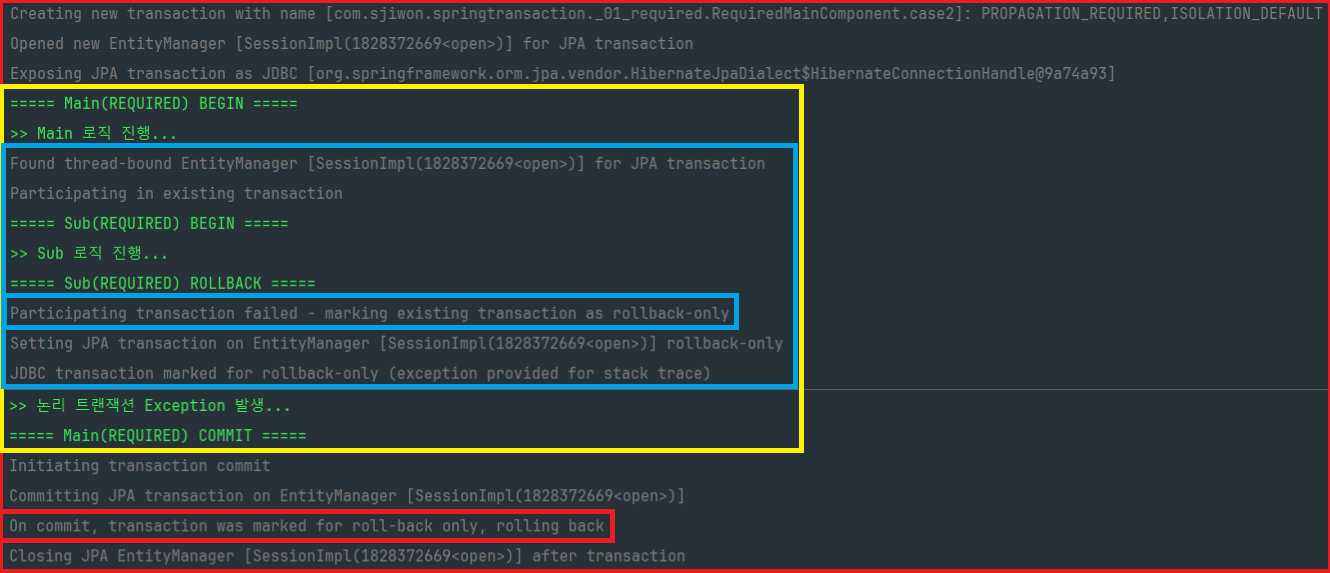 Creating new transaction with name [com.sjiwon.springtransaction._01_required.RequiredMainComponent.case2]: PROPAGATION_REQUIRED,ISOLATION_DEFAULT
Opened new EntityManager [SessionImpl(1828372669<open>)] for JPA transaction
Exposing JPA transaction as JDBC [org.springframework.orm.jpa.vendor.HibernateJpaDialect$HibernateConnectionHandle@9a74a93]
===== Main(REQUIRED) BEGIN =====
>> Main 로직 진행...
Found thread-bound EntityManager [SessionImpl(1828372669<open>)] for JPA transaction
Participating in existing transaction
===== Sub(REQUIRED) BEGIN =====
>> Sub 로직 진행...
===== Sub(REQUIRED) ROLLBACK =====
Participating transaction failed - marking existing transaction as rollback-only
Setting JPA transaction on EntityManager [SessionImpl(1828372669<open>)] rollback-only
JDBC transaction marked for rollback-only (exception provided for stack trace)
>> 논리 트랜잭션 Exception 발생...
===== Main(REQUIRED) COMMIT =====
Initiating transaction commit
Committing JPA transaction on EntityManager [SessionImpl(1828372669<open>)]
On commit, transaction was marked for roll-back only, rolling back
Closing JPA EntityManager [SessionImpl(1828372669<open>)] after transaction